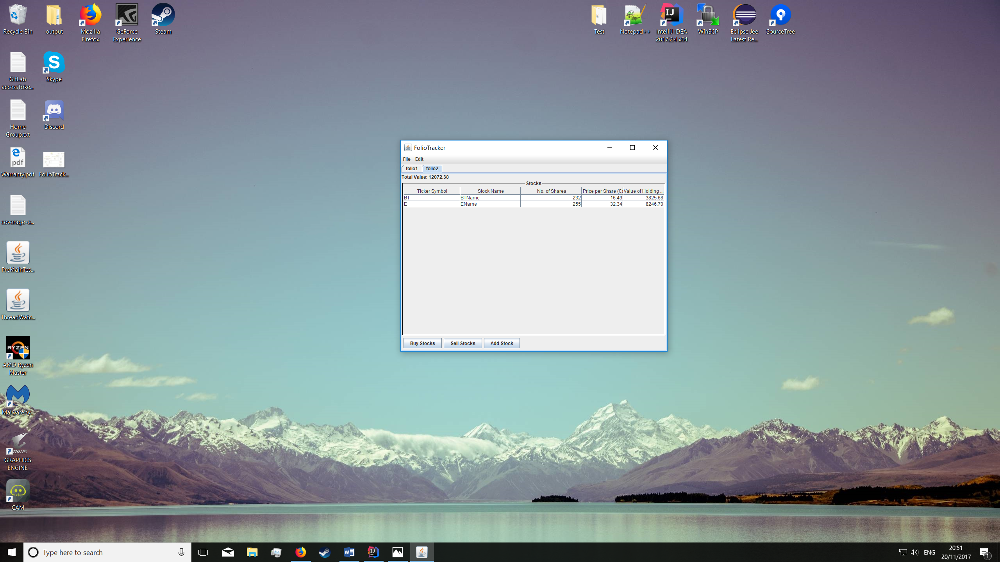 Recycle Bin
output
Mozilla
Firefox
GeForce
Experience
Steam
Test
Notepad++
IntelliJ IDEA
2017.2.4 x64
WinSCP
Eclipse Jee
Latest Re...
SourceTree
GitLab
accessToke...
Skype
Home
Group.txt
Discord
pdf
Warranty.pdf
FolioTrack...
coverage-e...
PreMainTes...
ThreadWatc...
RYZEN
AMD Ryzen
Master
Malwareby...
GRAPHICS
ENGINE
CAM
FolioTracker
File Edit
folio1 folio2
Total Value: 12072.38
Stocks
Ticker Symbol Stock Name No. of Shares Price per Share (£) Value of Holding ...
BT BTName 232 16.49 3825.68
E EName 255 32.34 8246.70
Buy Stocks Sell Stocks Add Stock
Type here to search
ENG
20:51
20/11/2017
1